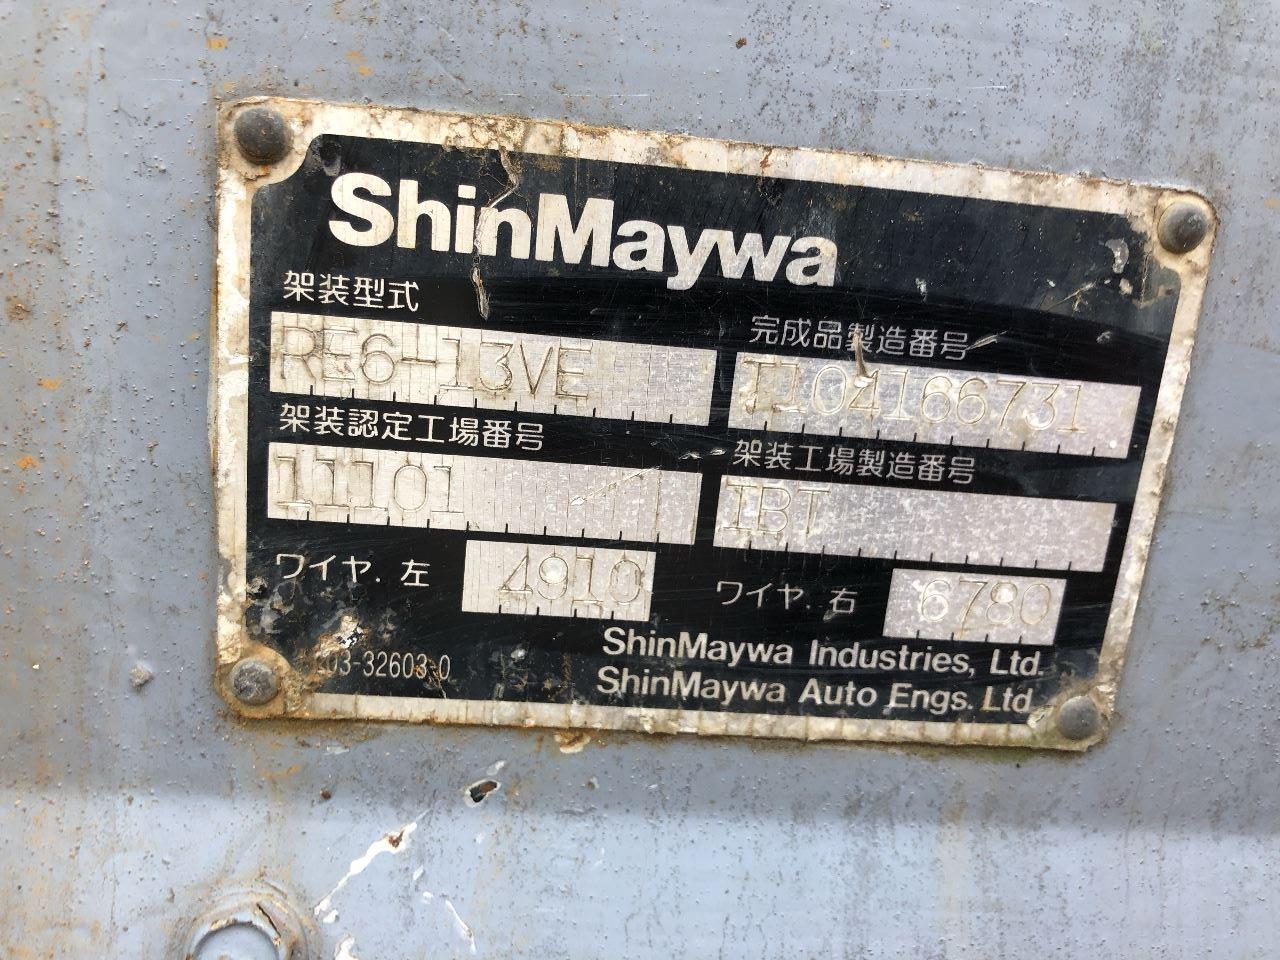 ShinMaywa
架装型式
RE6-13VE
完成品製造番号
T104166731
架装認定工場番号
11101
架装工場製造番号
IBT
ワイヤ. 左
4910
ワイヤ. 右
6780
203-32603-0
ShinMaywa Industries, Ltd.
ShinMaywa Auto Engs. Ltd.